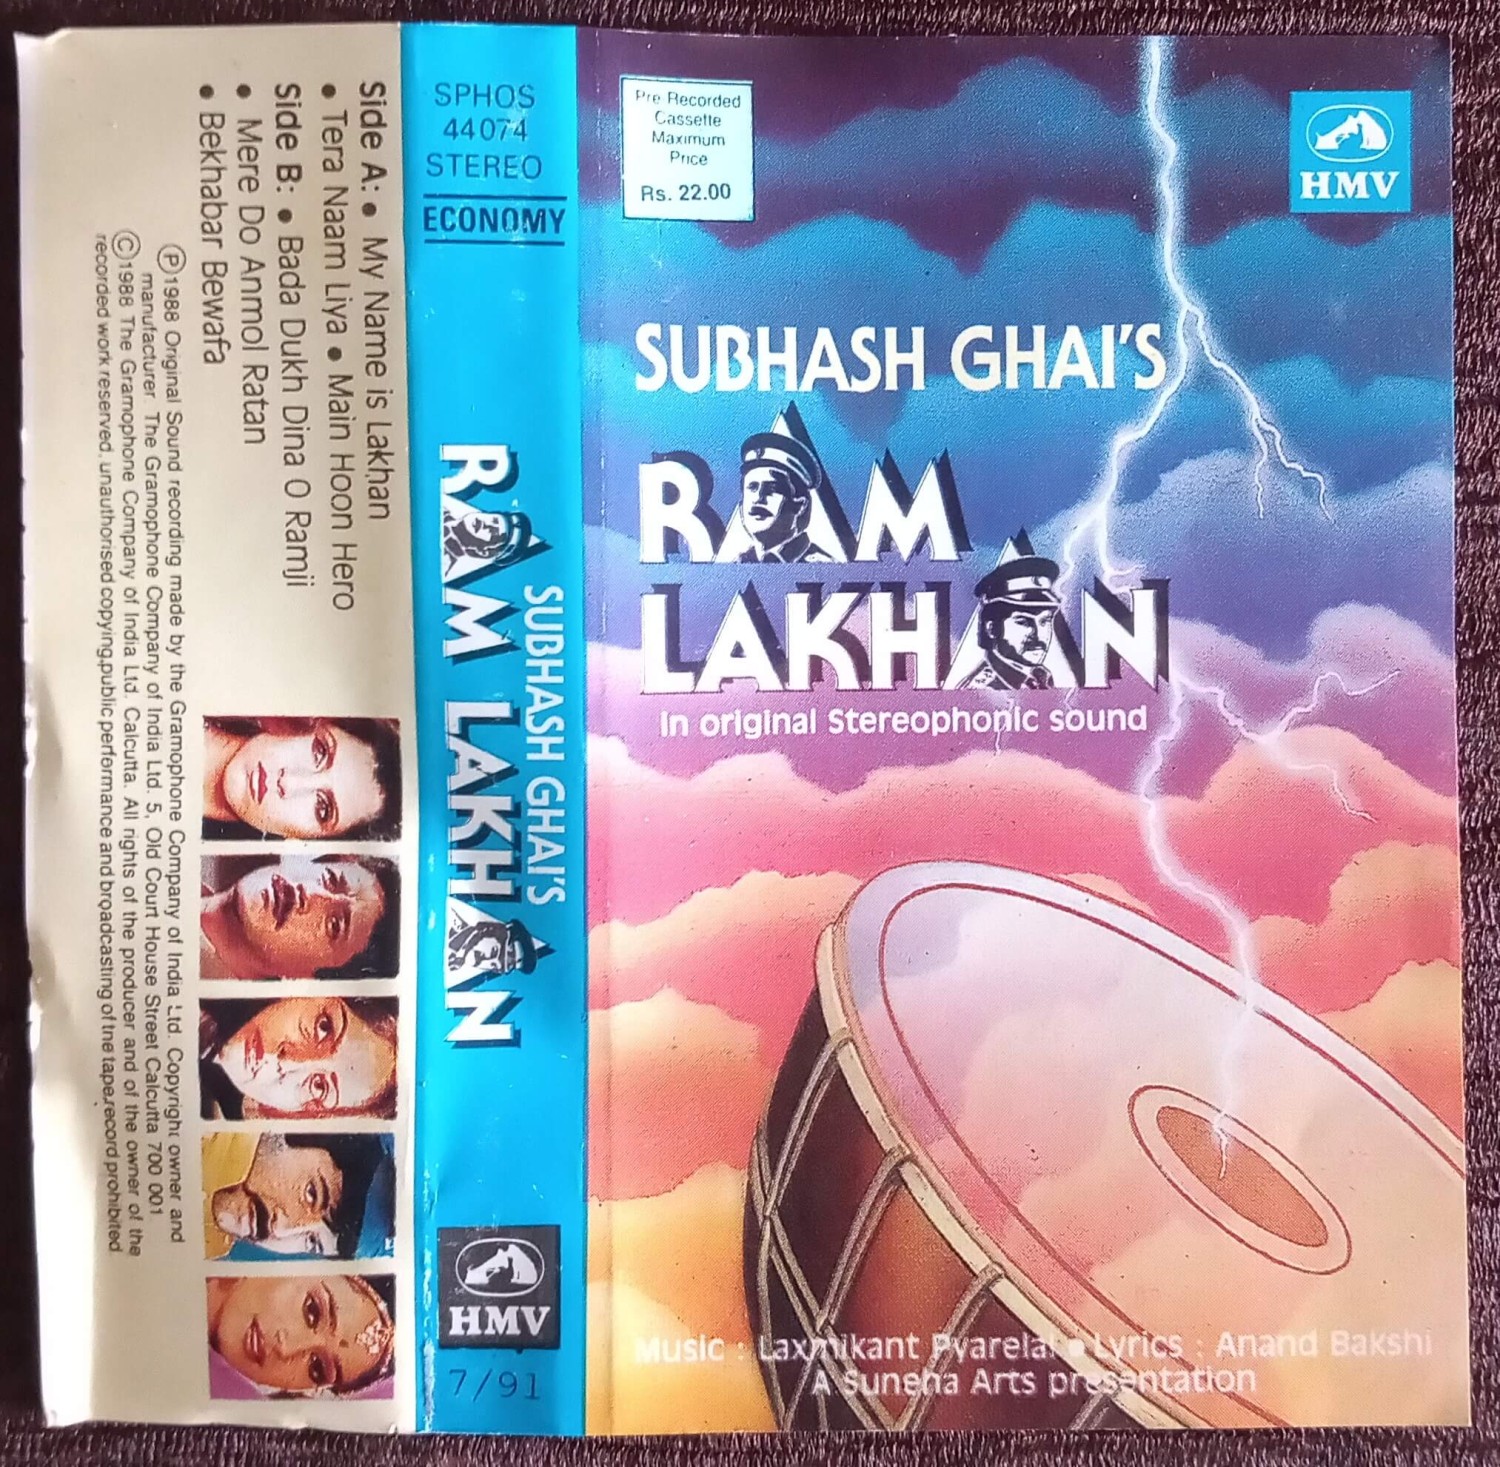 Side A: • My Name is Lakhan
• Tera Naam Liya • Main Hoon Hero
Side B: • Bada Dukh Dina O Ramji
• Mere Do Anmol Ratan
• Bekhabar Bewafa
Ⓟ1988 Original Sound recording made by the Gramophone Company of India Ltd. Copyright owner and
manufacturer The Gramophone Company of India Ltd. 5, Old Court House Street Calcutta 700 001
©1988 The Gramophone Company of India Ltd. Calcutta. All rights of the producer and of the owner of the
recorded work reserved, unauthorised copying,public performance and broadcasting of the tape,record prohibited
SPHOS
44074
STEREO
ECONOMY
SUBHASH GHAI'S
RAM LAKHAN
HMV
7/91
Pre Recorded
Cassette
Maximum
Price
Rs. 22.00
HMV
SUBHASH GHAI'S
RAM
LAKHAN
In original Stereophonic sound
Music : Laxmikant Pyarelal • Lyrics : Anand Bakshi
A Suneha Arts presentation